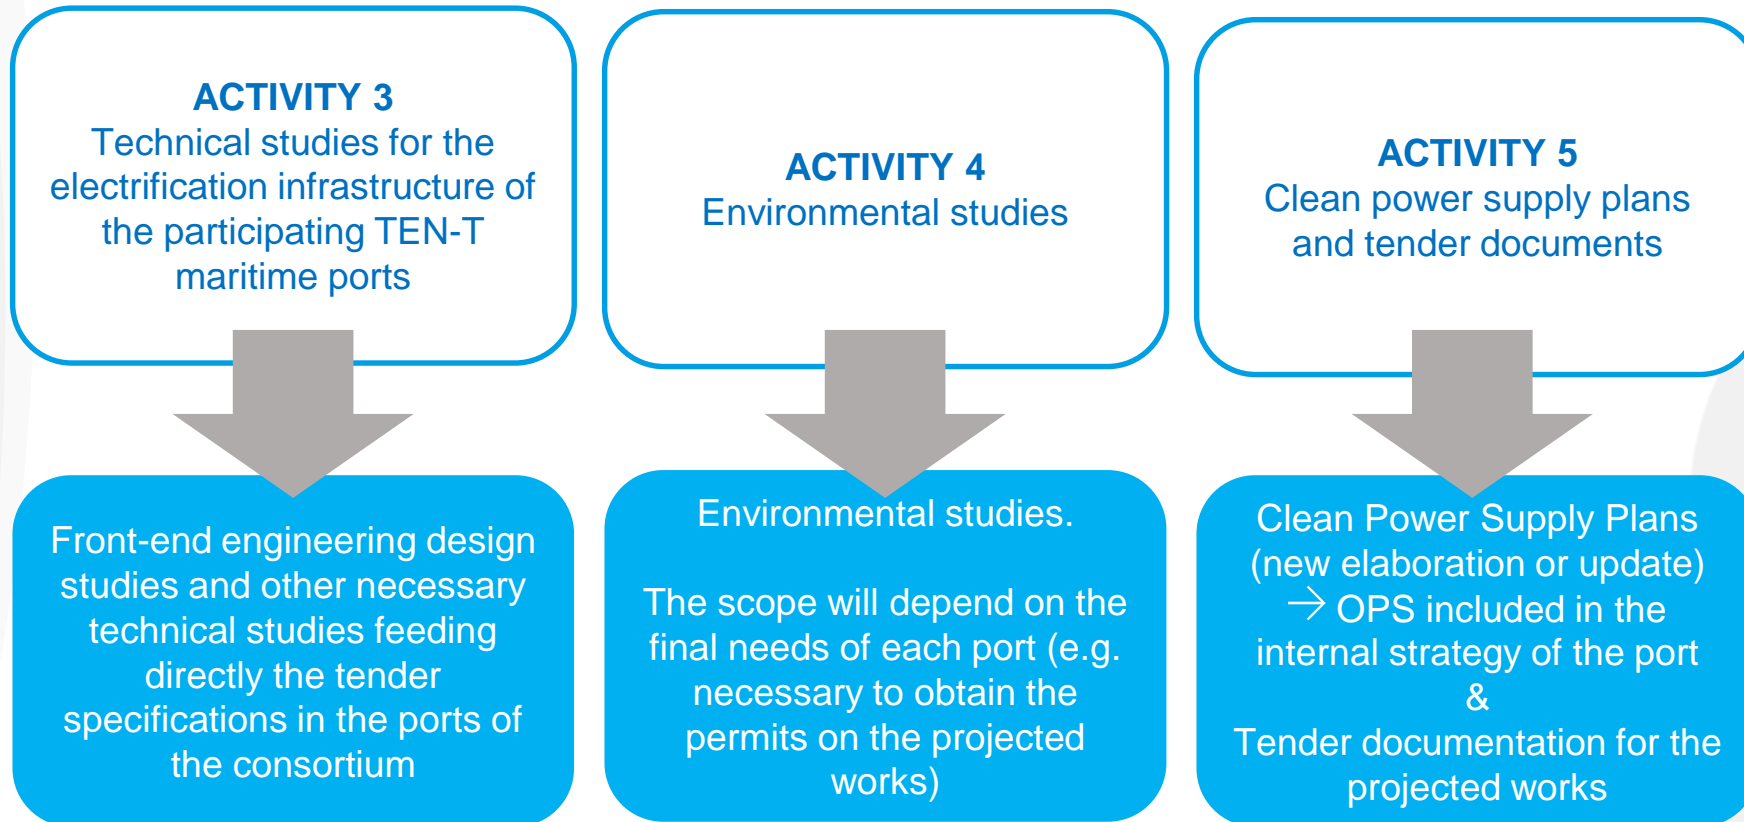 ACTIVITY 3
Technical studies for the
electrification infrastructure of
the participating TEN-T
maritime ports
ACTIVITY 4
Environmental studies
ACTIVITY 5
Clean power supply plans
and tender documents
Front-end engineering design
studies and other necessary
technical studies feeding
directly the tender
specifications in the ports of
the consortium
Environmental studies.
The scope will depend on the
final needs of each port (e.g.
necessary to obtain the
permits on the projected
works)
Clean Power Supply Plans
(new elaboration or update)
→ OPS included in the
internal strategy of the port
&
Tender documentation for the
projected works